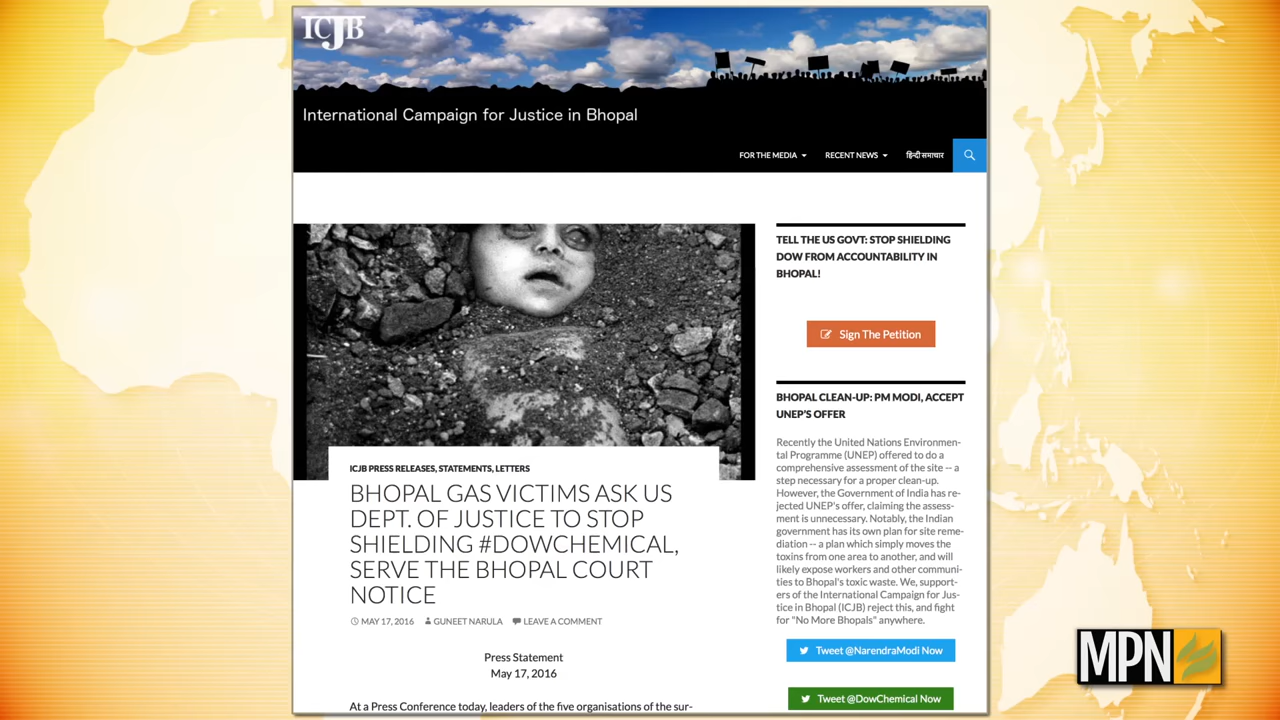 ICJB
International Campaign for Justice in Bhopal
FOR THE MEDIA
RECENT NEWS
हिन्दी समाचार
TELL THE US GOVT: STOP SHIELDING
DOW FROM ACCOUNTABILITY IN
BHOPAL!
Sign The Petition
BHOPAL CLEAN-UP: PM MODI, ACCEPT
UNEP'S OFFER
Recently the United Nations Environmen-
tal Programme (UNEP) offered to do a
comprehensive assessment of the site -- a
step necessary for a proper clean-up.
However, the Government of India has re-
jected UNEP's offer, claiming the assess-
ment is unnecessary. Notably, the Indian
government has its own plan for site reme-
diation -- a plan which simply moves the
toxins from one area to another, and will
likely expose workers and other communi-
ties to Bhopal's toxic waste. We, support-
ers of the International Campaign for Jus-
tice in Bhopal (ICJB) reject this, and fight
for "No More Bhopals" anywhere.
Tweet @NarendraModi Now
Tweet @DowChemical Now
ICJB PRESS RELEASES, STATEMENTS, LETTERS
BHOPAL GAS VICTIMS ASK US
DEPT. OF JUSTICE TO STOP
SHIELDING #DOWCHEMICAL,
SERVE THE BHOPAL COURT
NOTICE
MAY 17, 2016 GUNEET NARULA LEAVE A COMMENT
Press Statement
May 17, 2016
At a Press Conference today, leaders of the five organisations of the sur-
MPN